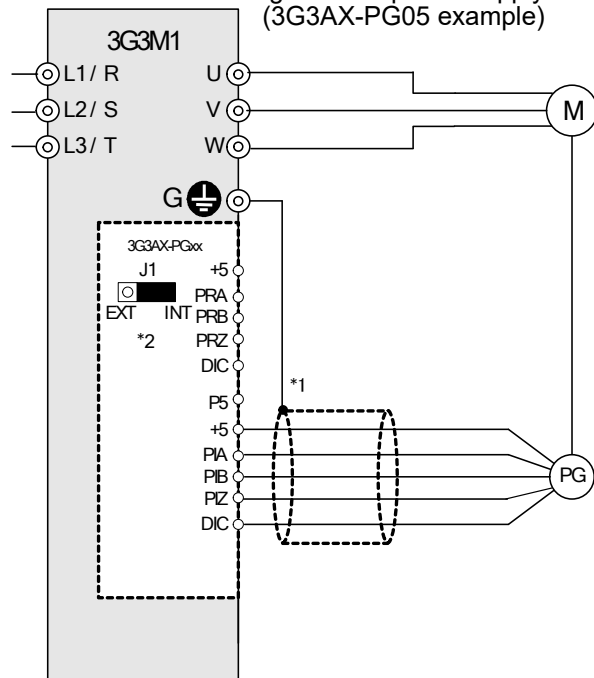 (3G3AX-PG05 example)
3G3M1
L1/ R
U
L2/ S
V
M
L3/ T
W
G
3G3AX-PGxx
J1
+5
PRA
EXT
INT
PRB
*2
PRZ
DIC
*1
P5
+5
PIA
PIB
PG
PIZ
DIC